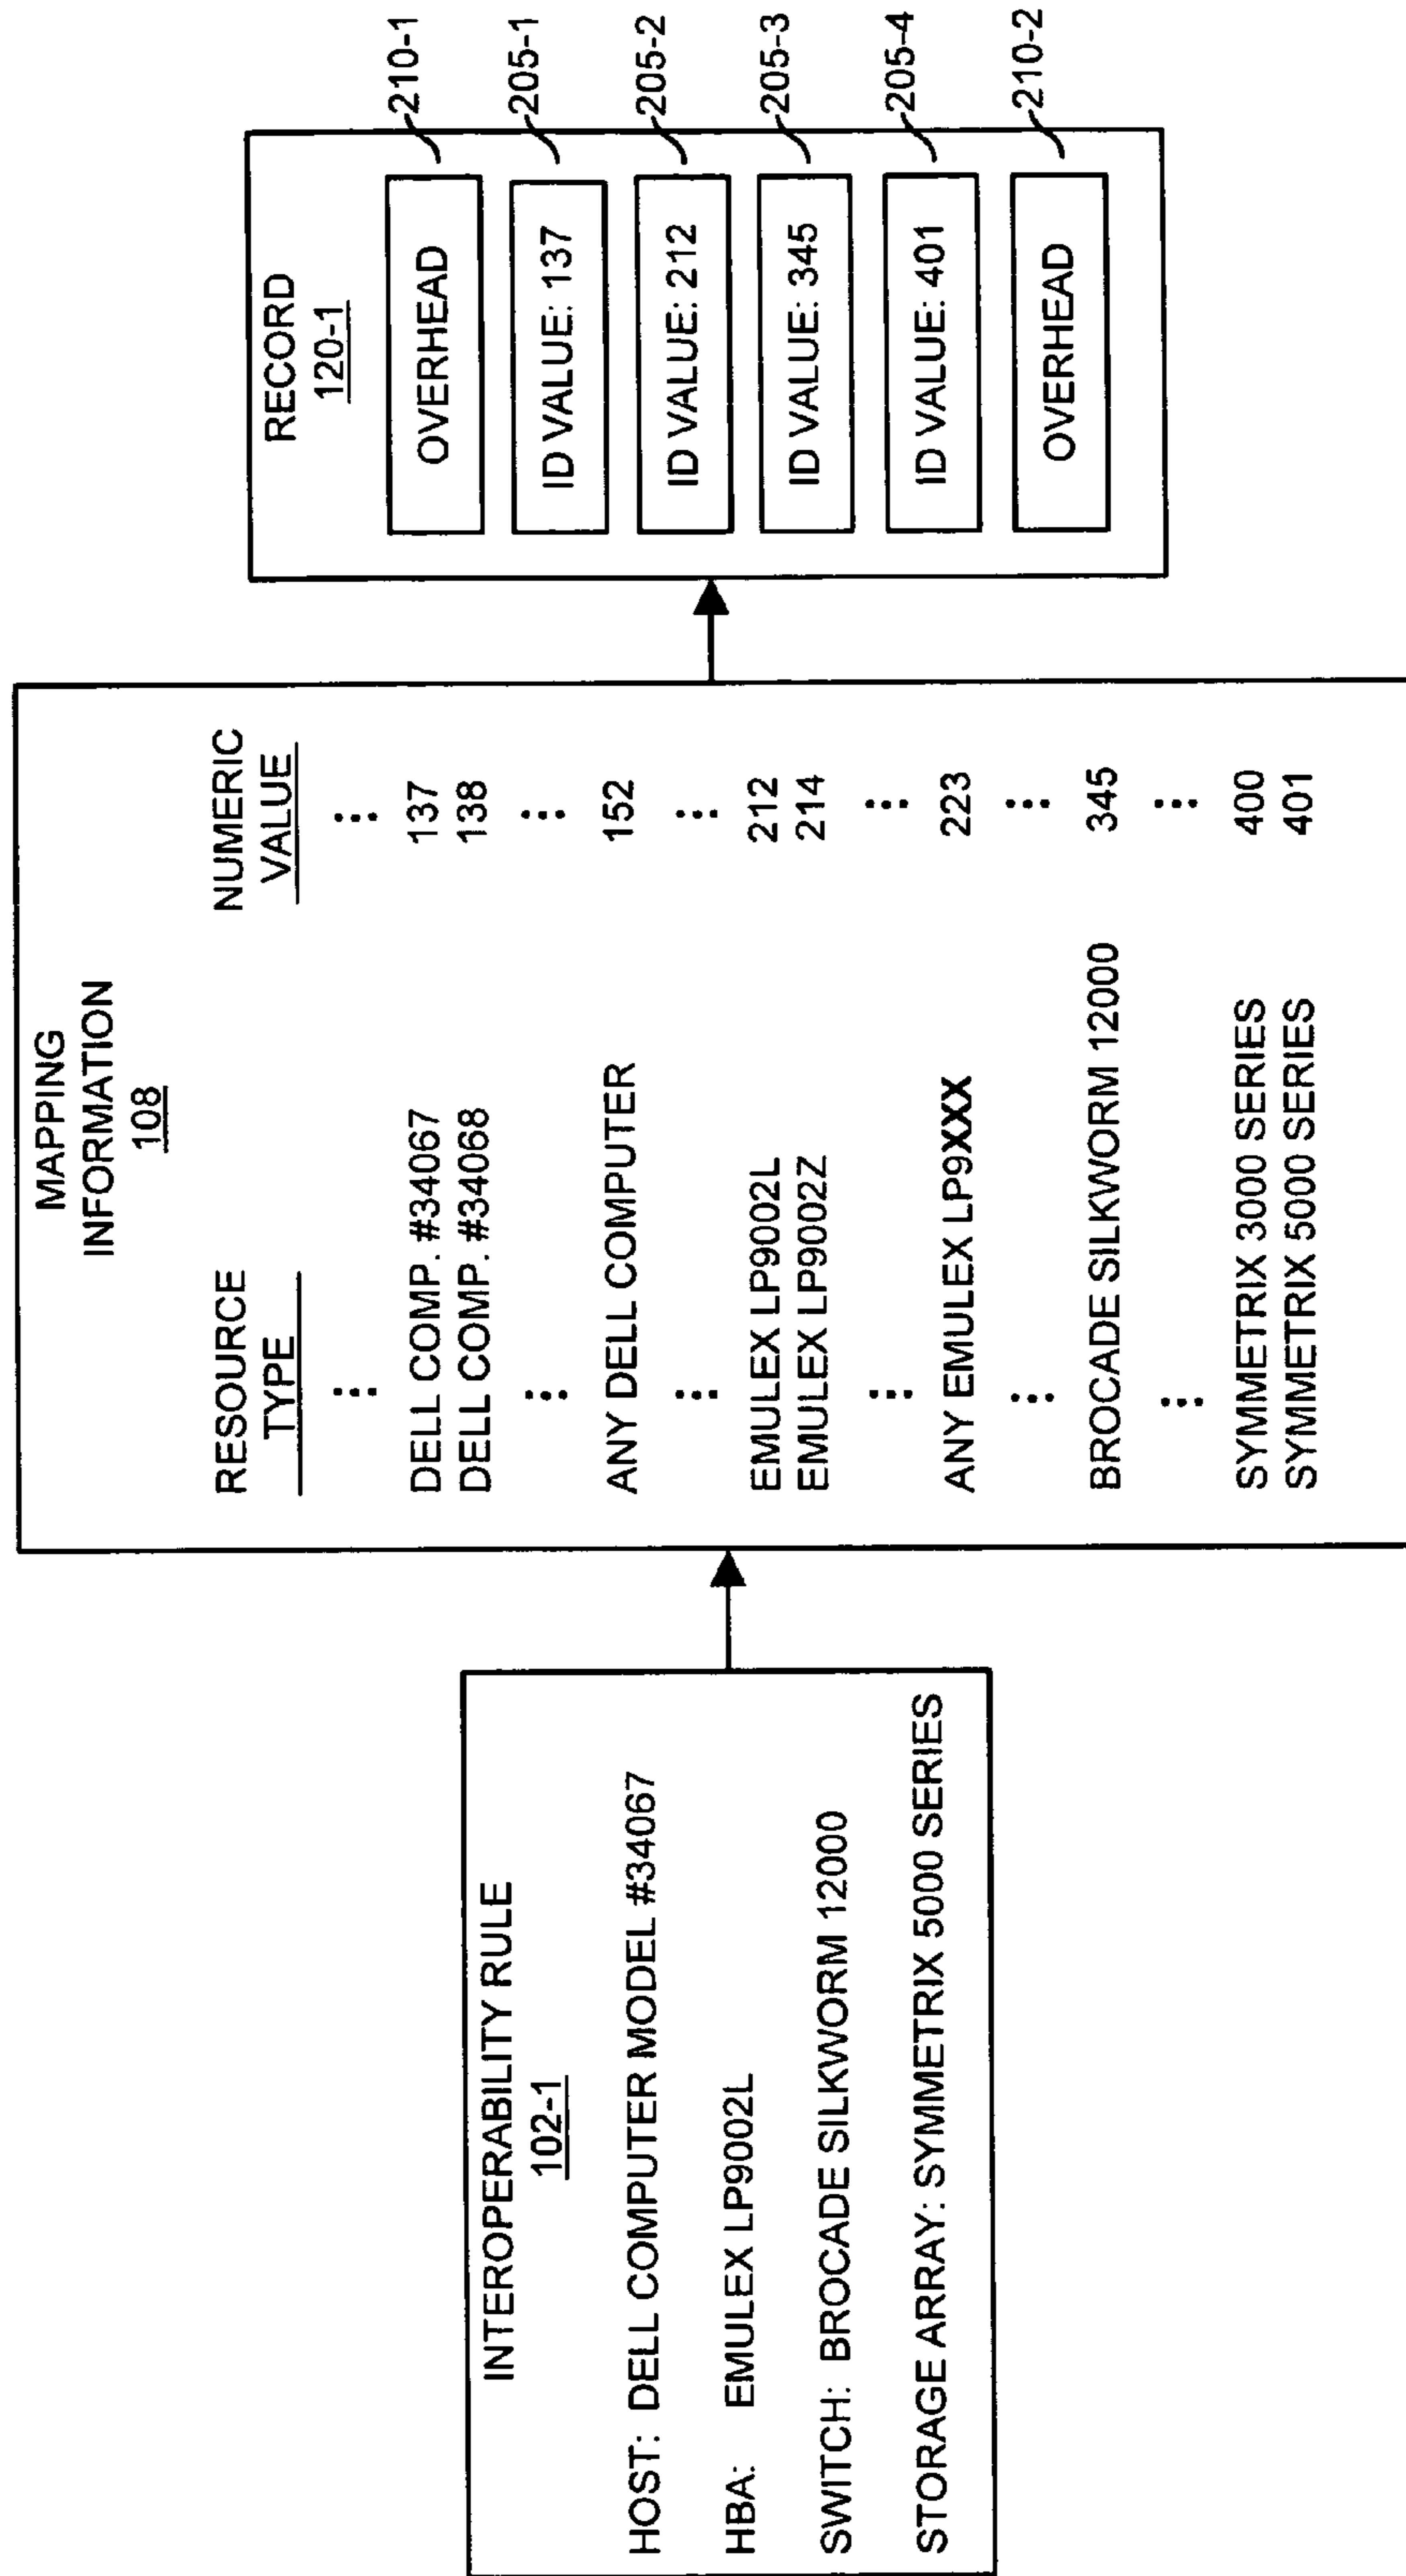 INTEROPERABILITY RULE
102-1
HOST: DELL COMPUTER MODEL #34067
HBA: EMULEX LP9002L
SWITCH: BROCADE SILKWORM 12000
STORAGE ARRAY: SYMMETRIX 5000 SERIES
MAPPING
INFORMATION
108
RESOURCE
TYPE
NUMERIC
VALUE
DELL COMP. #34067 137
DELL COMP. #34068 138
ANY DELL COMPUTER 152
EMULEX LP9002L 212
EMULEX LP9002Z 214
ANY EMULEX LP9XXX 223
BROCADE SILKWORM 12000 345
SYMMETRIX 3000 SERIES 400
SYMMETRIX 5000 SERIES 401
RECORD
120-1
OVERHEAD 210-1
ID VALUE: 137 205-1
ID VALUE: 212 205-2
ID VALUE: 345 205-3
ID VALUE: 401 205-4
OVERHEAD 210-2